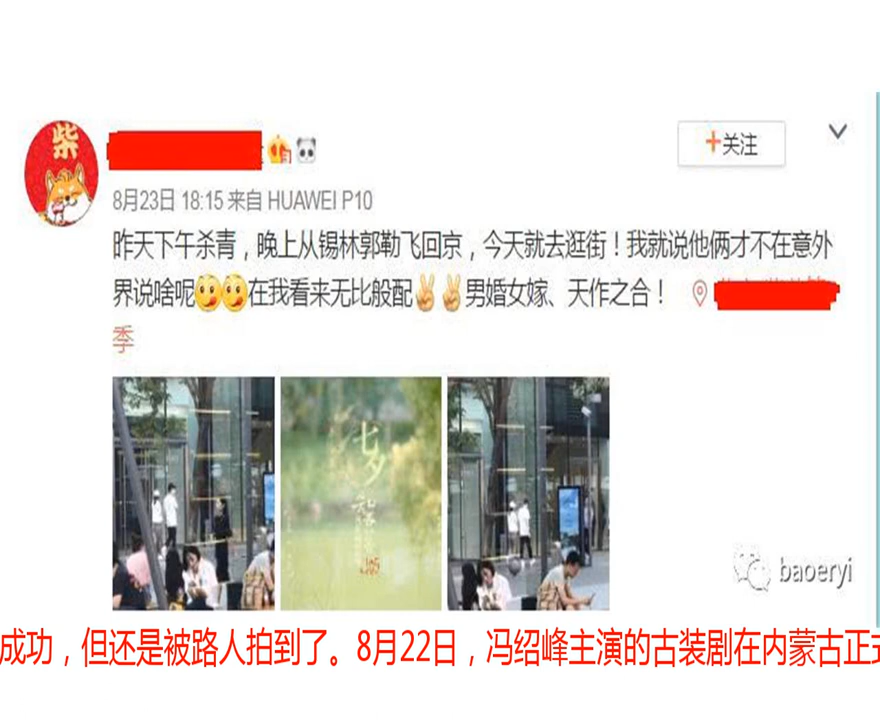 柴
+关注
8月23日 18:15 来自 HUAWEI P10
昨天下午杀青，晚上从锡林郭勒飞回京，今天就去逛街！我就说他俩才不在意外
界说啥呢在我看来无比般配男婚女嫁、天作之合！
季
七夕
baoeryi
成功，但还是被路人拍到了。8月22日，冯绍峰主演的古装剧在内蒙古正式